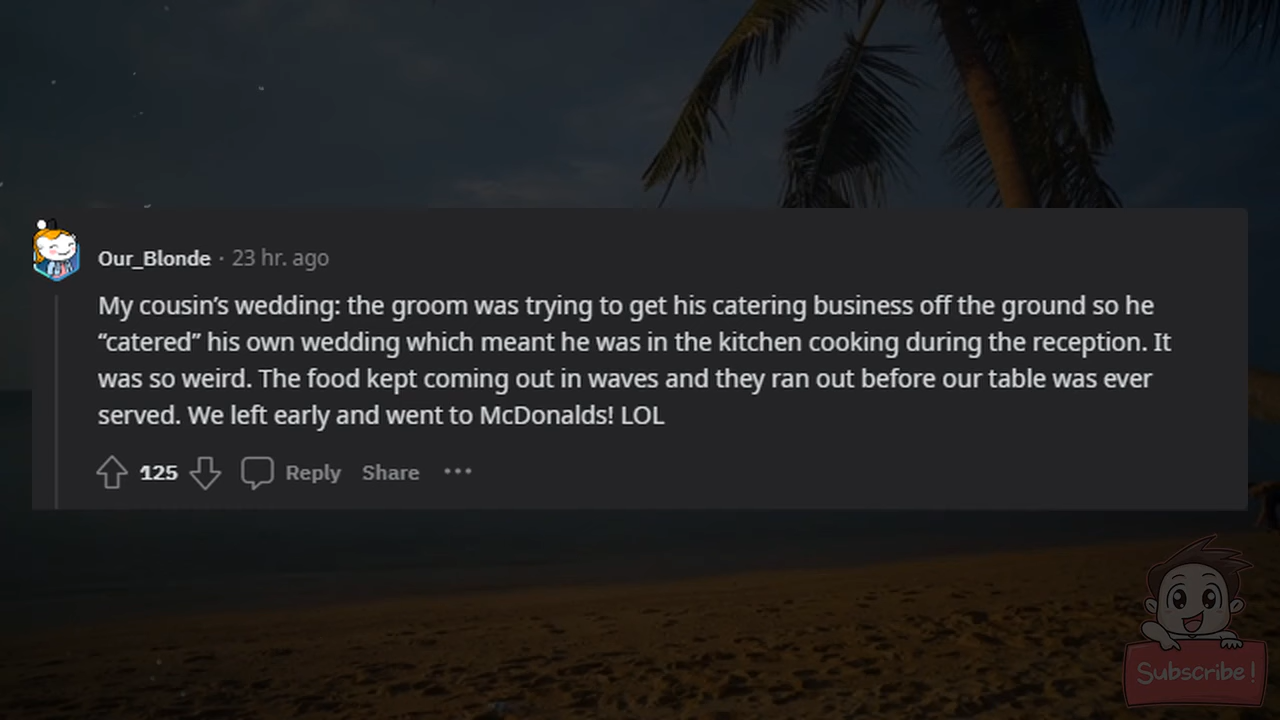 Our_Blonde · 23 hr. ago
My cousin’s wedding: the groom was trying to get his catering business off the ground so he
“catered” his own wedding which meant he was in the kitchen cooking during the reception. It
was so weird. The food kept coming out in waves and they ran out before our table was ever
served. We left early and went to McDonalds! LOL
125 Reply Share ···
Subscribe!